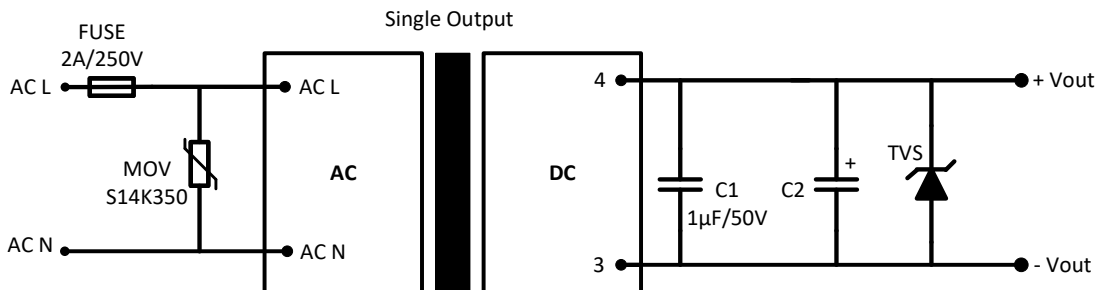 Single Output
FUSE
2A/250V
AC L
AC L
4
+ Vout
MOV
S14K350
AC
DC
C1
1µF/50V
C2
+
TVS
AC N
AC N
3
- Vout